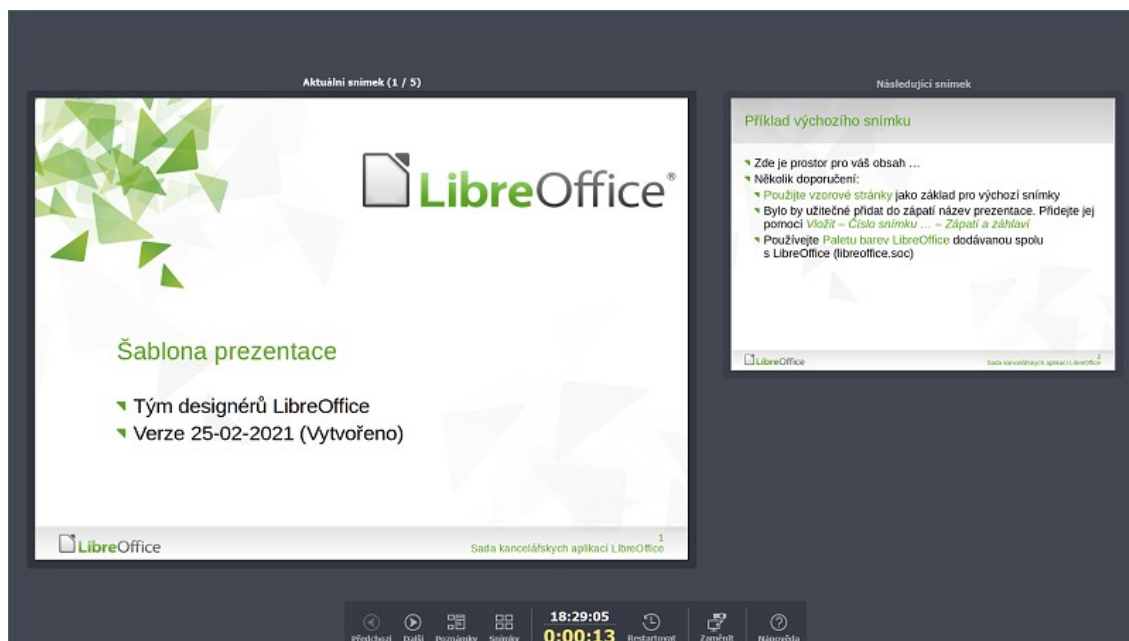 Aktuální snímek (1 / 5)
LibreOffice®
Šablona prezentace
Tým designérů LibreOffice
Verze 25-02-2021 (Vytvořeno)
LibreOffice
1
Sada kancelářskych aplikací LibreOffice
Následující snímek
Příklad výchozího snímku
Zde je prostor pro váš obsah …
Několik doporučení:
Použijte vzorové stránky jako základ pro výchozí snímky
Bylo by užitečné přidat do zápatí název prezentace. Přidejte jej
pomocí Vložit – Číslo snímku … – Zápatí a záhlaví
Používejte Paletu barev LibreOffice dodávanou spolu
s LibreOffice (libreoffice.soc)
LibreOffice
2
Sada kancelářskych aplikací LibreOffice
Předchozí Další Poznámky Snímky
18:29:05
0:00:13
Restartovat Zaměnit Nápověda